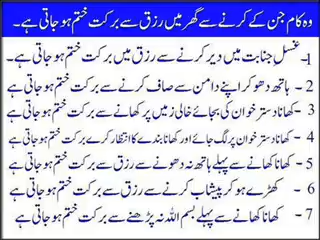 وہ کام جن کے کرنے سے گھر میں رزق سے برکت ختم ہو جاتی ہے۔
1- غسل جنابت میں دیر کرنے سے رزق میں برکت ختم ہو جاتی ہے۔
2 - ہاتھ دھو کر اپنے دامن سے صاف کرنے سے برکت ختم ہو جاتی ہے
3 - کھانا دسترخوان کی بجائے خالی زمیں پر کھانے سے برکت ختم ہو جاتی ہے
4 - کھانا دسترخوان پر لگ جائے اور کھانا بندے کا انتظار کرے برکت ختم ہو جاتی ہے
5 - کھانا کھانے سے پہلے ہاتھ نہ دھونے سے رزق سے برکت ختم ہو جاتی ہے
6 - کھڑے ہو کر پیشاب کرنے سے رزق سے برکت ختم ہو جاتی ہے
7 - کھانا کھانے سے پہلے بسم اللہ نہ پڑھنے سے برکت ختم ہو جاتی ہے